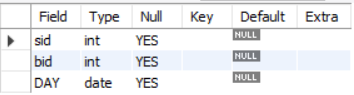 Field Type Null Key Default Extra
sid int YES NULL
bid int YES NULL
DAY date YES NULL